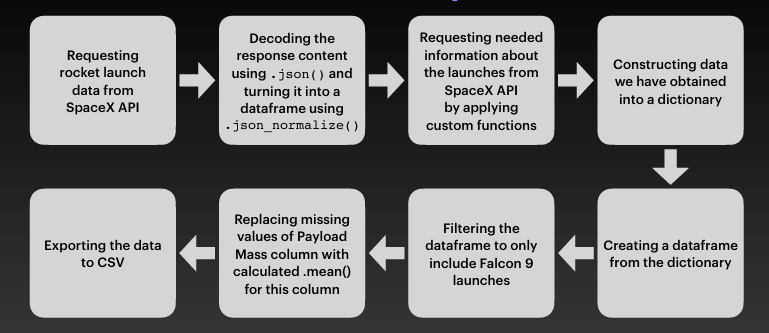 Requesting
rocket launch
data from
SpaceX API
Decoding the
response content
using .json() and
turning it into a
dataframe using
.json_normalize()
Requesting needed
information about
the launches from
SpaceX API
by applying
custom functions
Constructing data
we have obtained
into a dictionary
Creating a dataframe
from the dictionary
Filtering the
dataframe to only
include Falcon 9
launches
Replacing missing
values of Payload
Mass column with
calculated .mean()
for this column
Exporting the data
to CSV